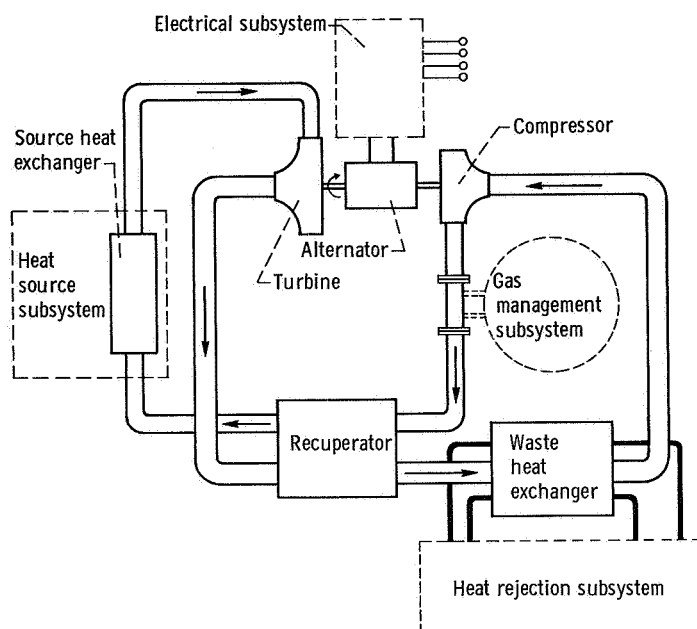 Electrical subsystem
Compressor
Source heat
exchanger
Alternator
Turbine
Heat
source
subsystem
Gas
management
subsystem
Recuperator
Waste
heat
exchanger
Heat rejection subsystem